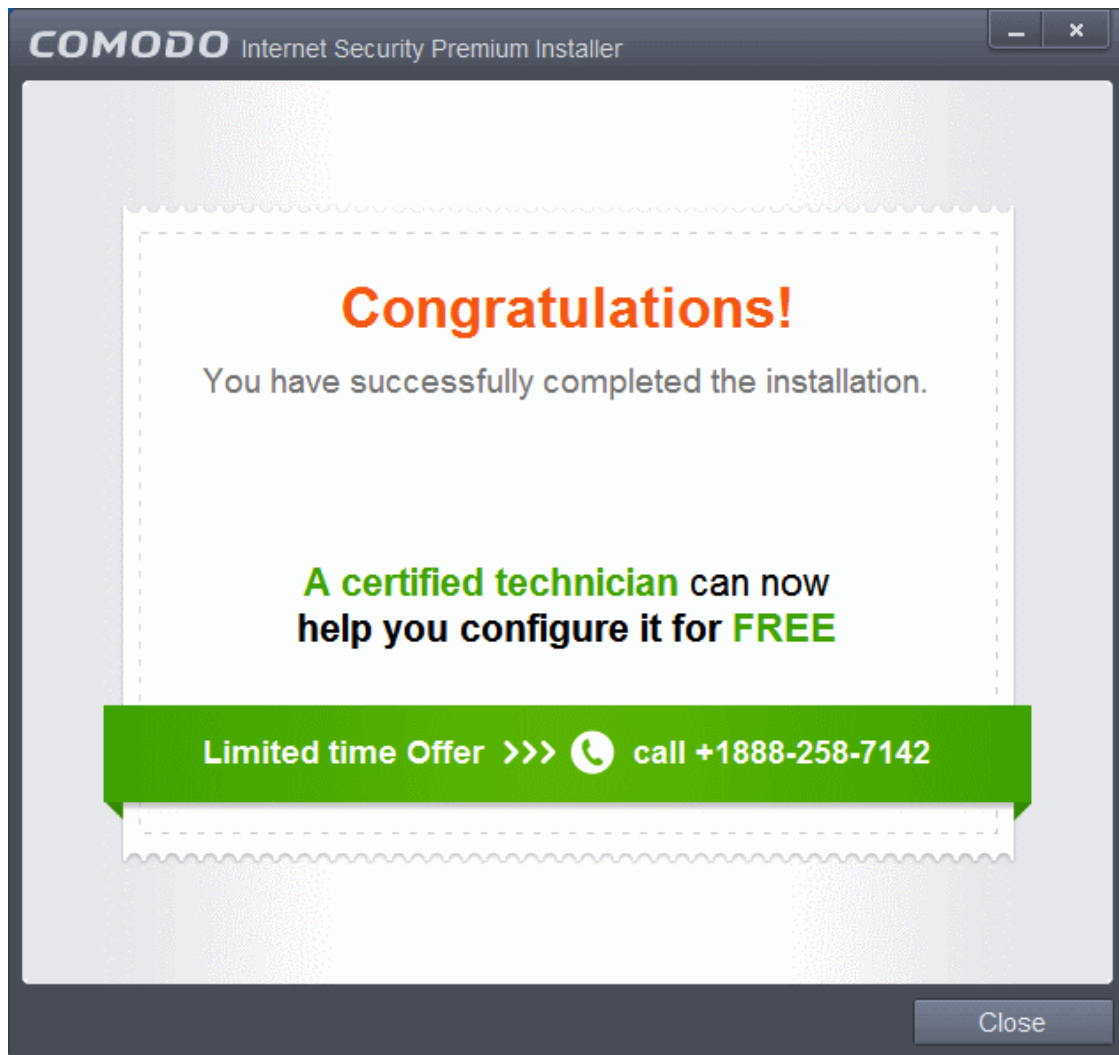 COMODO Internet Security Premium Installer
Congratulations!
You have successfully completed the installation.
A certified technician can now
help you configure it for FREE
Limited time Offer >>> call +1888-258-7142
Close